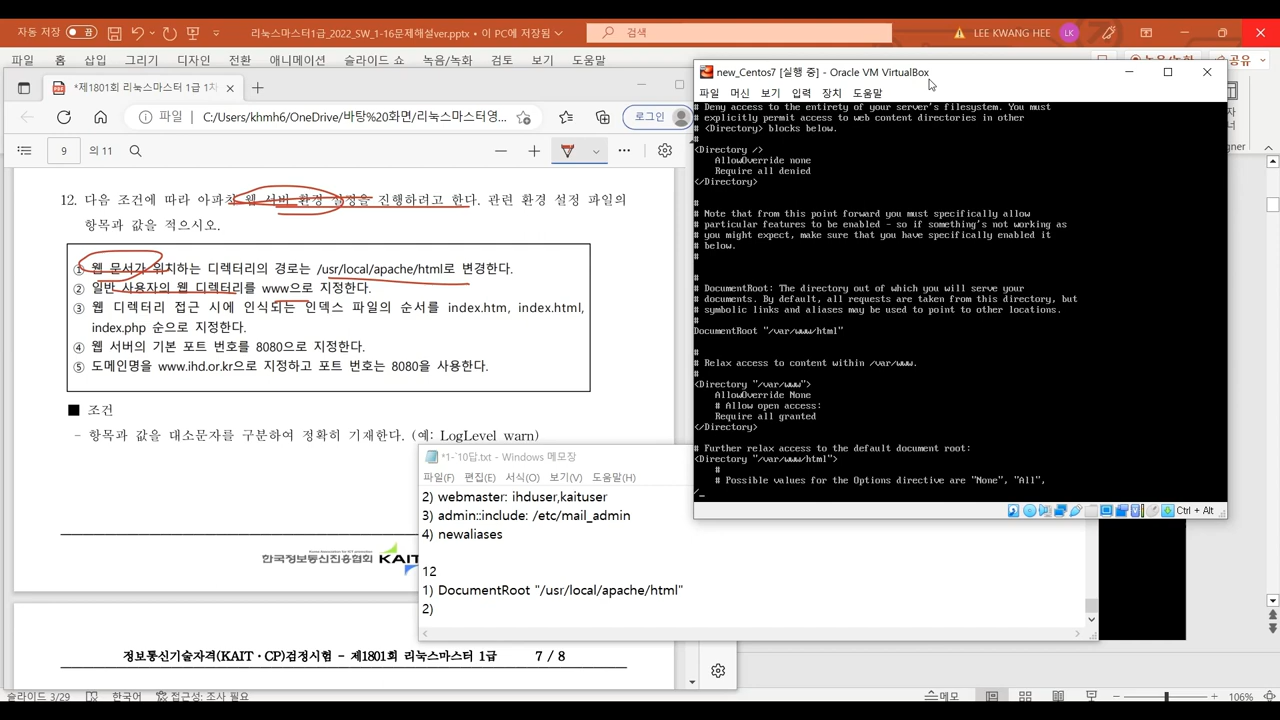 자동 저장 끔
리눅스마스터1급_2022_SW_1-16문제해설ver.pptx • 이 PC에 저장됨
검색
LEE KWANG HEE LK
파일 홈 삽입 그리기 디자인 전환 애니메이션 슬라이드 쇼 녹음/녹화 검토 보기 도움말
공유
*제1801회 리눅스마스터 1급 1차
파일 C:/Users/khmh6/OneDrive/바탕%20화면/리눅스마스터영...
로그인
9 의 11
12. 다음 조건에 따라 아파치 웹 서버 환경 설정을 진행하려고 한다. 관련 환경 설정 파일의
항목과 값을 적으시오.
① 웹 문서가 위치하는 디렉터리의 경로는 /usr/local/apache/html로 변경한다.
② 일반 사용자의 웹 디렉터리를 www으로 지정한다.
③ 웹 디렉터리 접근 시에 인식되는 인덱스 파일의 순서를 index.htm, index.html,
index.php 순으로 지정한다.
④ 웹 서버의 기본 포트 번호를 8080으로 지정한다.
⑤ 도메인명을 www.ihd.or.kr으로 지정하고 포트 번호는 8080을 사용한다.
■ 조건
- 항목과 값을 대소문자를 구분하여 정확히 기재한다. (예: LogLevel warn)
한국정보통신진흥협회 KAIT
정보통신기술자격(KAIT·CP)검정시험 - 제1801회 리눅스마스터 1급 7 / 8
new_Centos7 [실행 중] - Oracle VM VirtualBox
파일 머신 보기 입력 장치 도움말
# Deny access to the entirety of your server's filesystem. You must
# explicitly permit access to web content directories in other
# <Directory> blocks below.
#
<Directory />
AllowOverride none
Require all denied
</Directory>
#
# Note that from this point forward you must specifically allow
# particular features to be enabled - so if something's not working as
# you might expect, make sure that you have specifically enabled it
# below.
#
#
# DocumentRoot: The directory out of which you will serve your
# documents. By default, all requests are taken from this directory, but
# symbolic links and aliases may be used to point to other locations.
#
DocumentRoot "/var/www/html"
#
# Relax access to content within /var/www.
#
<Directory "/var/www">
AllowOverride None
# Allow open access:
Require all granted
</Directory>
# Further relax access to the default document root:
<Directory "/var/www/html">
#
# Possible values for the Options directive are "None", "All",
/_
Ctrl + Alt
*1-`10답.txt - Windows 메모장
파일(F) 편집(E) 서식(O) 보기(V) 도움말(H)
2) webmaster: ihduser,kaituser
3) admin::include: /etc/mail_admin
4) newaliases
12
1) DocumentRoot "/usr/local/apache/html"
2)
슬라이드 3/29 한국어 접근성: 조사 필요
메모
106%